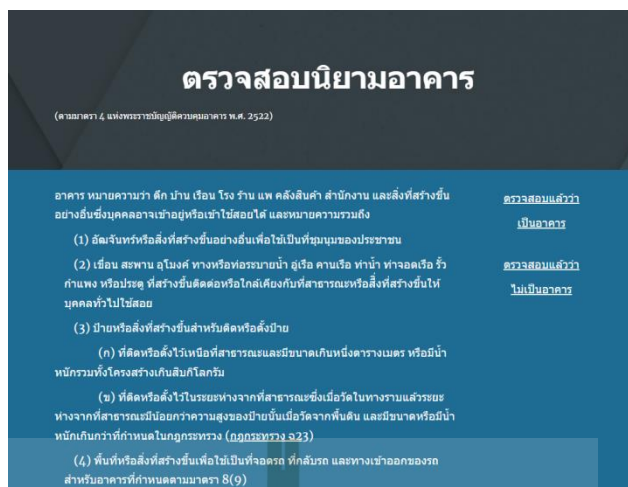 ตรวจสอบนิยามอาคาร
(ตามมาตรา 4 แห่งพระราชบัญญัติควบคุมอาคาร พ.ศ. 2522)
อาคาร หมายความว่า ตึก บ้าน เรือน โรง ร้าน แพ คลังสินค้า สำนักงาน และสิ่งที่สร้างขึ้น
อย่างอื่นซึ่งบุคคลอาจเข้าอยู่หรือเข้าใช้สอยได้ และหมายความรวมถึง
(1) อัฒจันทร์หรือสิ่งที่สร้างขึ้นอย่างอื่นเพื่อใช้เป็นที่ชุมนุมของประชาชน
(2) เขื่อน สะพาน อุโมงค์ ทางหรือท่อระบายน้ำ อู่เรือ คานเรือ ท่าน้ำ ท่าจอดเรือ รั้ว
กำแพง หรือประตู ที่สร้างขึ้นติดต่อหรือใกล้เคียงกับที่สาธารณะหรือสิ่งที่สร้างขึ้นให้
บุคคลทั่วไปใช้สอย
(3) ป้ายหรือสิ่งที่สร้างขึ้นสำหรับติดหรือตั้งป้าย
(ก) ที่ติดหรือตั้งไว้เหนือที่สาธารณะและมีขนาดเกินหนึ่งตารางเมตร หรือมีน้ำ
หนักรวมทั้งโครงสร้างเกินสิบกิโลกรัม
(ข) ที่ติดหรือตั้งไว้ในระยะห่างจากที่สาธารณะซึ่งเมื่อวัดในทางราบแล้วระยะ
ห่างจากที่สาธารณะมีน้อยกว่าความสูงของป้ายนั้นเมื่อวัดจากพื้นดิน และมีขนาดหรือมีน้ำ
หนักเกินกว่าที่กำหนดในกฎกระทรวง (กฎกระทรวง ฉ23)
(4) พื้นที่หรือสิ่งที่สร้างขึ้นเพื่อใช้เป็นที่จอดรถ ที่กลับรถ และทางเข้าออกของรถ
สำหรับอาคารที่กำหนดตามมาตรา 8(9)
ตรวจสอบแล้วว่า
เป็นอาคาร
ตรวจสอบแล้วว่า
ไม่เป็นอาคาร